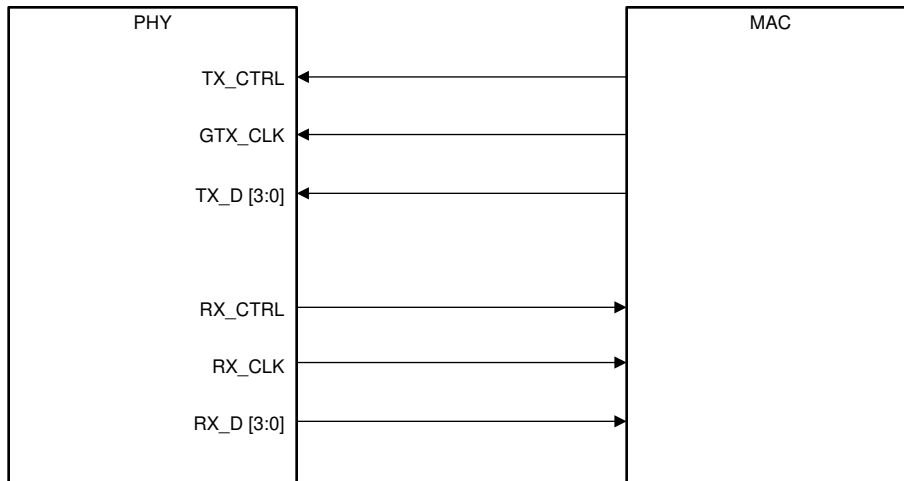 PHY
MAC
TX_CTRL
GTX_CLK
TX_D [3:0]
RX_CTRL
RX_CLK
RX_D [3:0]